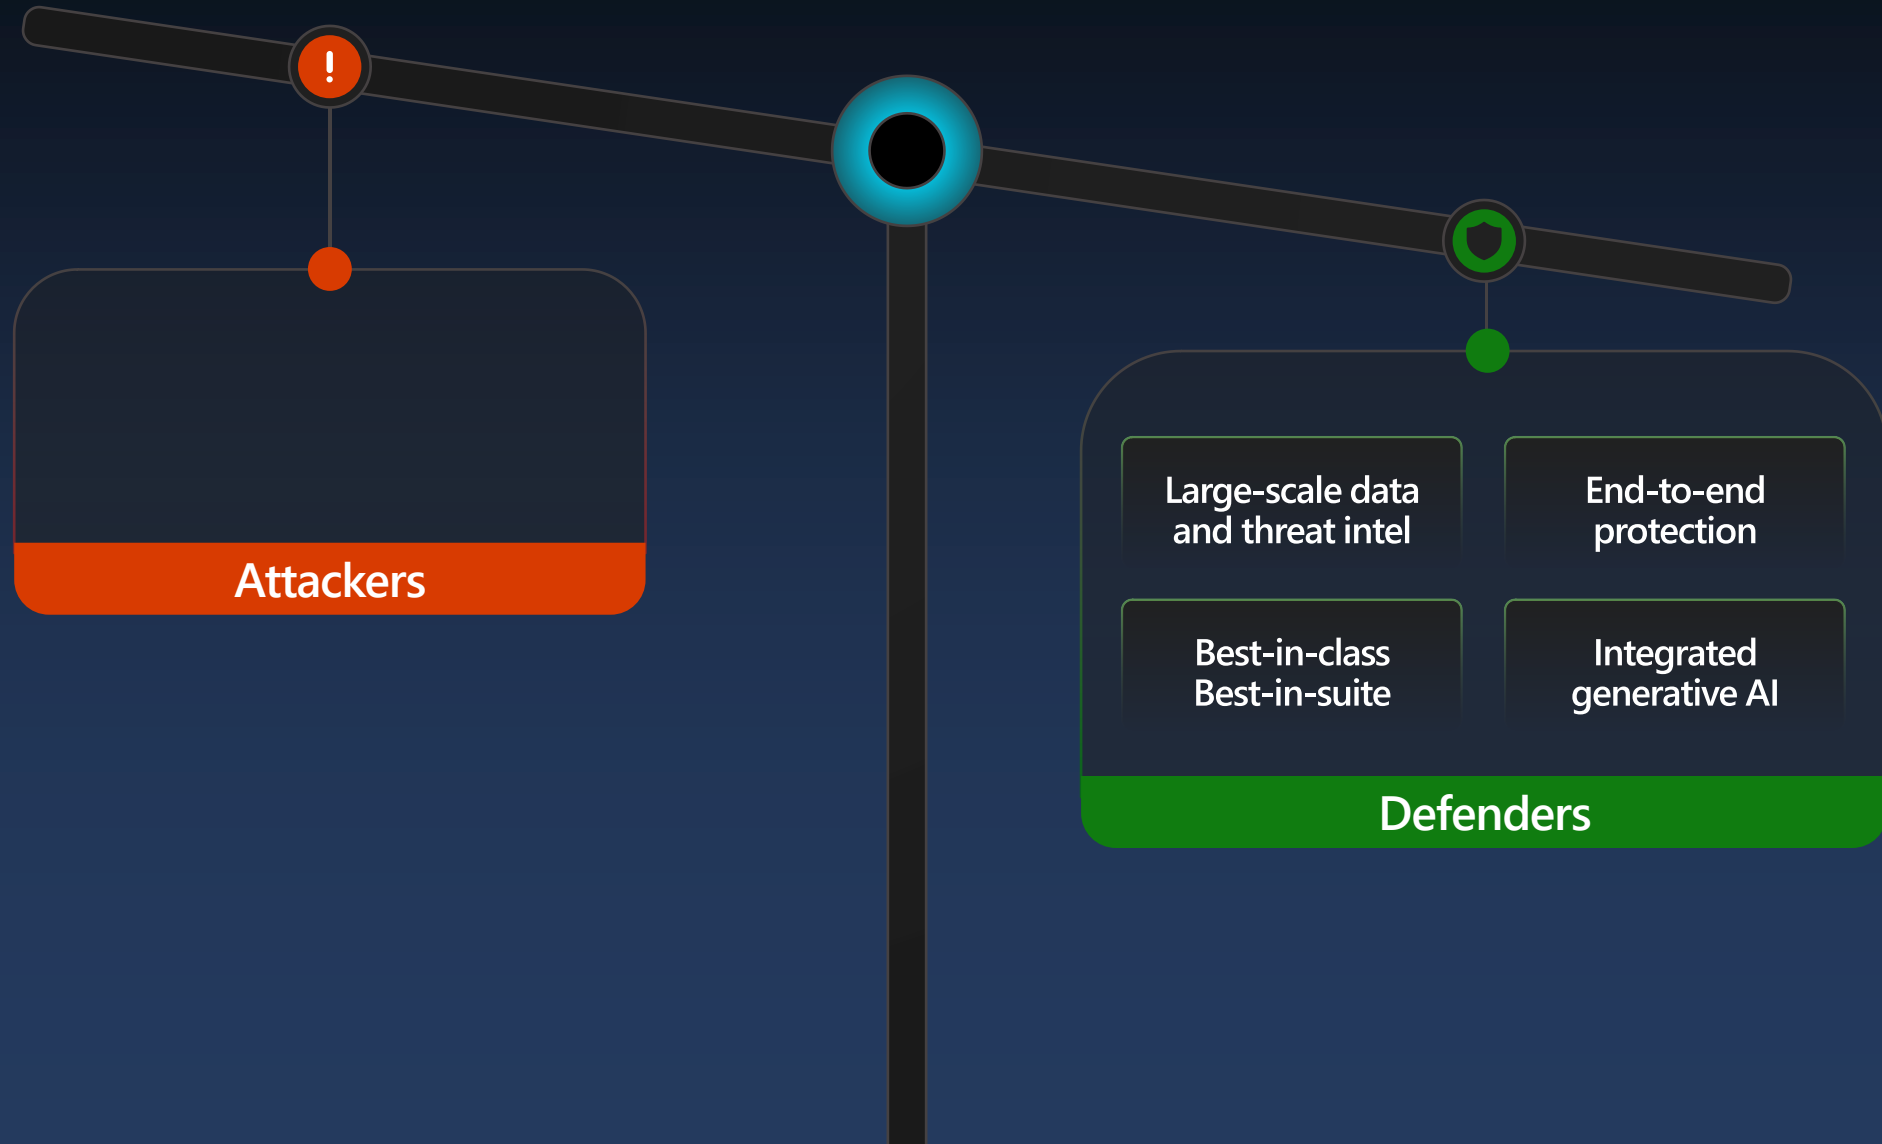 Attackers
Large-scale data
and threat intel
End-to-end
protection
Best-in-class
Best-in-suite
Integrated
generative AI
Defenders